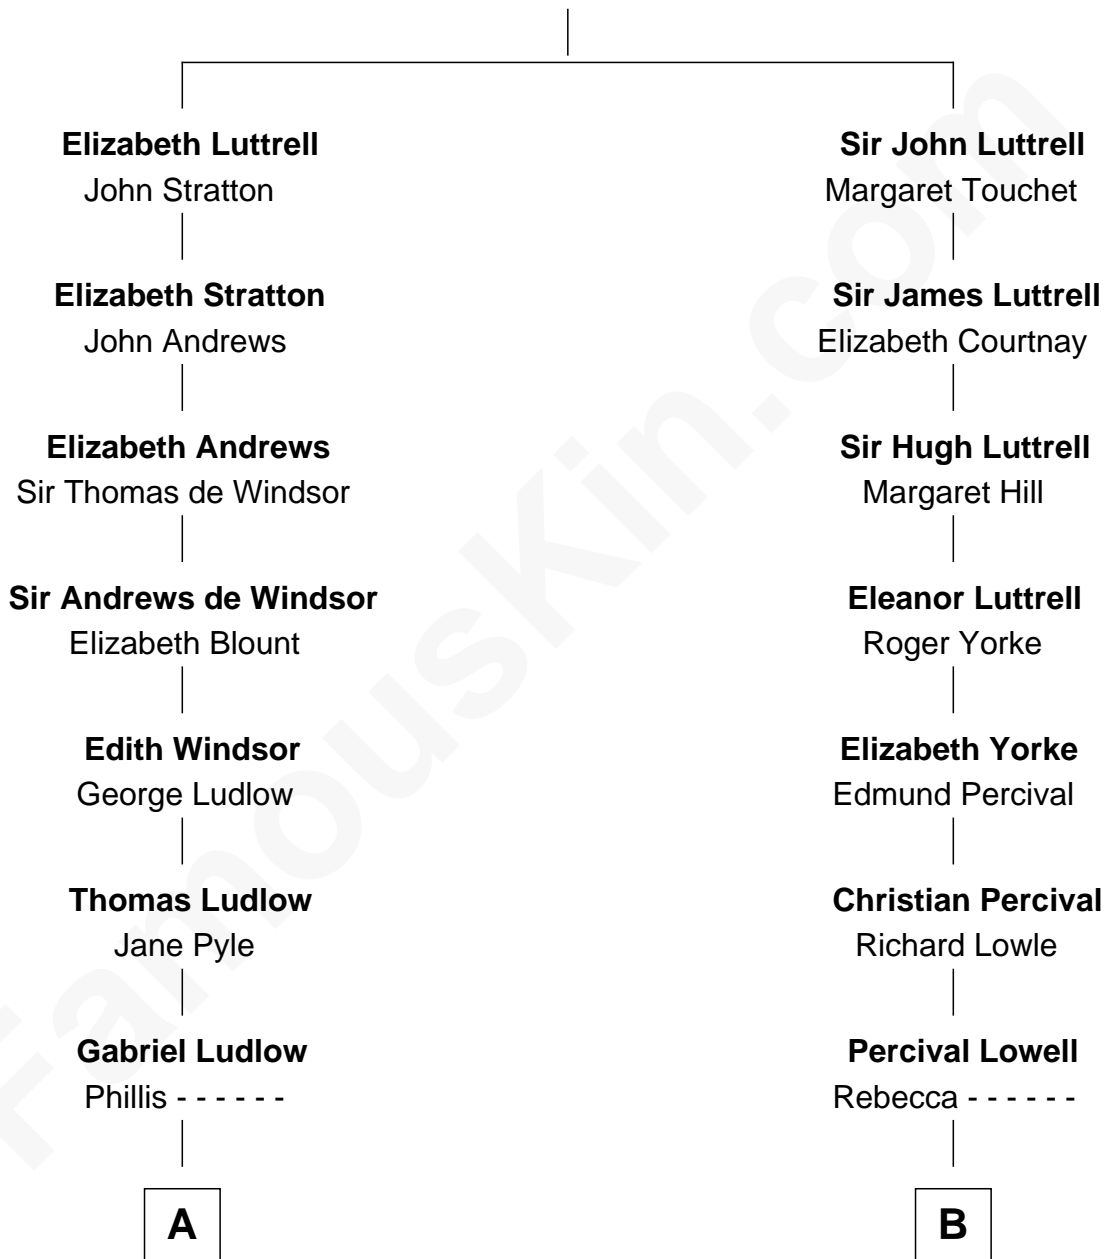 Elizabeth Luttrell
John Stratton
Elizabeth Stratton
John Andrews
Elizabeth Andrews
Sir Thomas de Windsor
Sir Andrews de Windsor
Elizabeth Blount
Edith Windsor
George Ludlow
Thomas Ludlow
Jane Pyle
Gabriel Ludlow
Phillis - - - - - -
A
Sir John Luttrell
Margaret Touchet
Sir James Luttrell
Elizabeth Courtnay
Sir Hugh Luttrell
Margaret Hill
Eleanor Luttrell
Roger Yorke
Elizabeth Yorke
Edmund Percival
Christian Percival
Richard Lowle
Percival Lowell
Rebecca - - - - - -
B
FamousKin.com